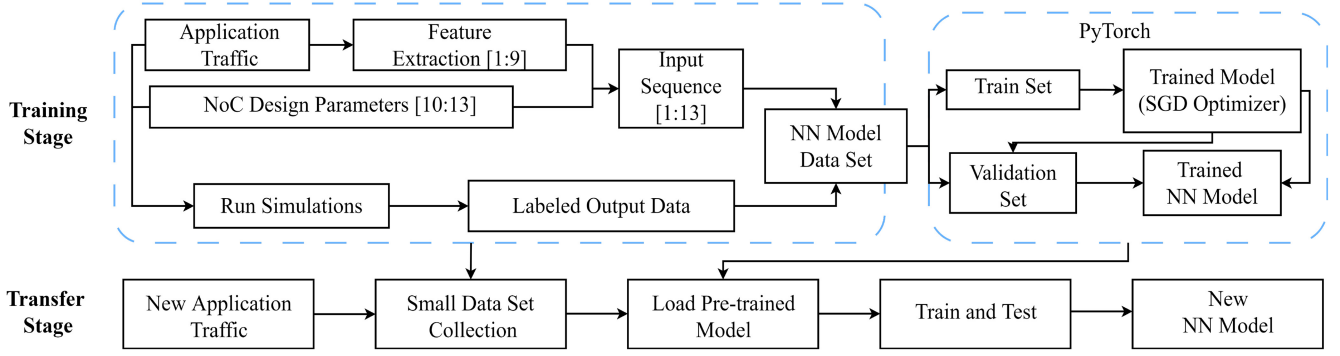 Training
Stage
Application
Traffic
Feature
Extraction [1:9]
NoC Design Parameters [10:13]
Input
Sequence
[1:13]
Run Simulations
Labeled Output Data
NN Model
Data Set
PyTorch
Train Set
Trained Model
(SGD Optimizer)
Validation
Set
Trained
NN Model
Transfer
Stage
New Application
Traffic
Small Data Set
Collection
Load Pre-trained
Model
Train and Test
New
NN Model